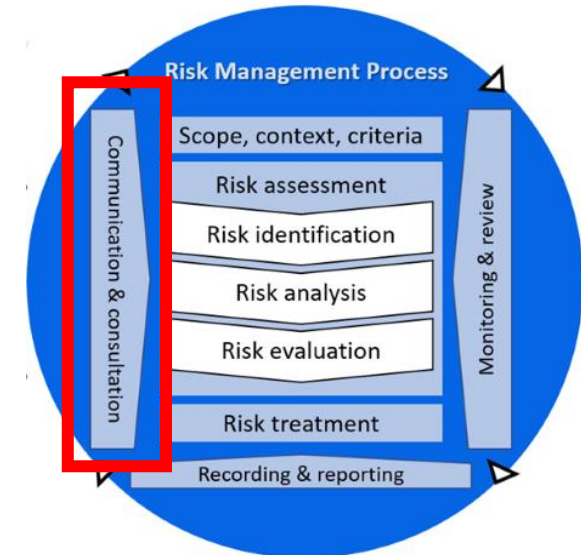 Risk Management Process
Scope, context, criteria
Communication & consultation
Risk assessment
Risk identification
Risk analysis
Risk evaluation
Monitoring & review
Risk treatment
Recording & reporting